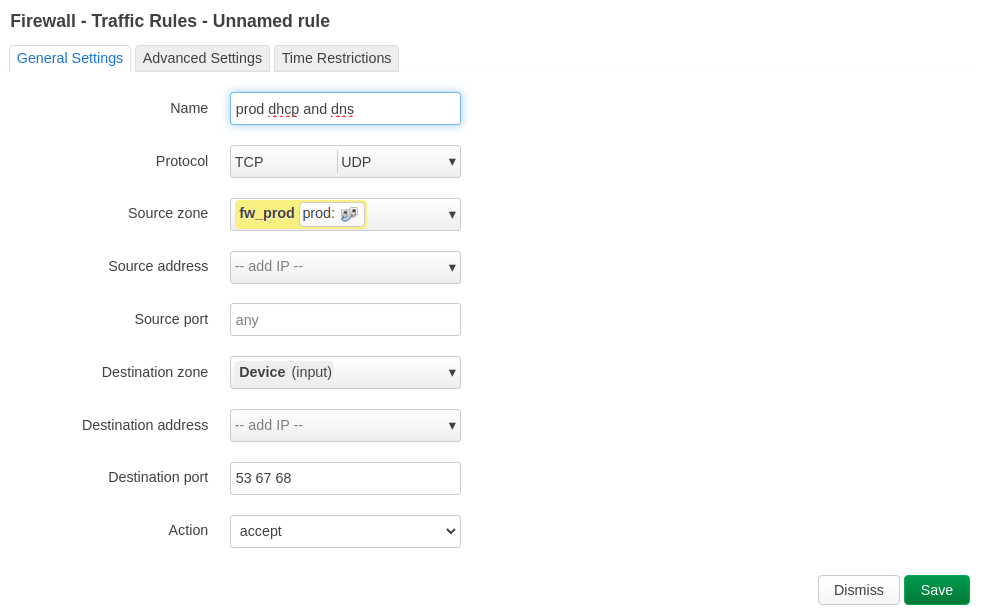 Firewall - Traffic Rules - Unnamed rule
General Settings Advanced Settings Time Restrictions
Name prod dhcp and dns
Protocol TCP UDP ▾
Source zone fw_prod prod: ▾
Source address -- add IP -- ▾
Source port any
Destination zone Device (input) ▾
Destination address -- add IP -- ▾
Destination port 53 67 68
Action accept
Dismiss Save